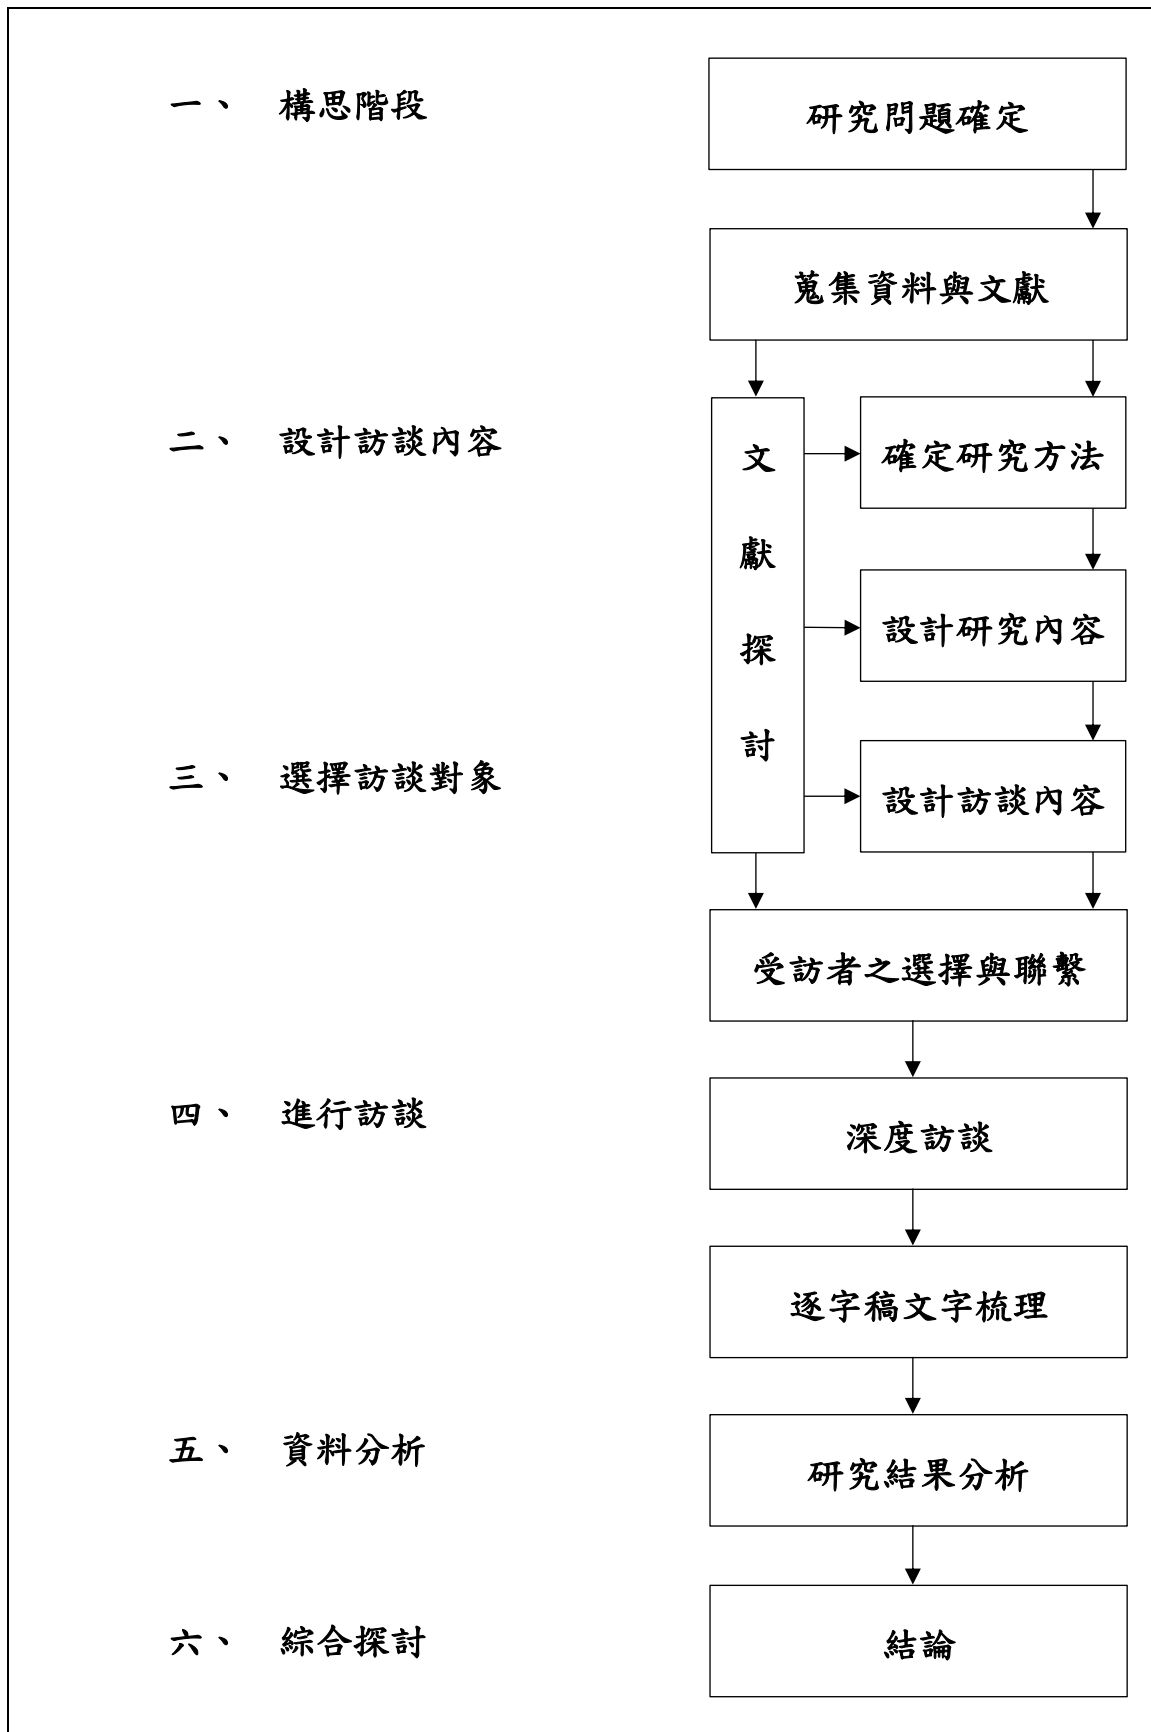 一、 構思階段
研究問題確定
蒐集資料與文獻
二、 設計訪談內容
文獻探討
確定研究方法
設計研究內容
三、 選擇訪談對象
設計訪談內容
受訪者之選擇與聯繫
四、 進行訪談
深度訪談
逐字稿文字梳理
五、 資料分析
研究結果分析
六、 綜合探討
結論